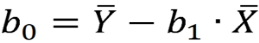 b₀ = Ȳ − b₁ · X̄